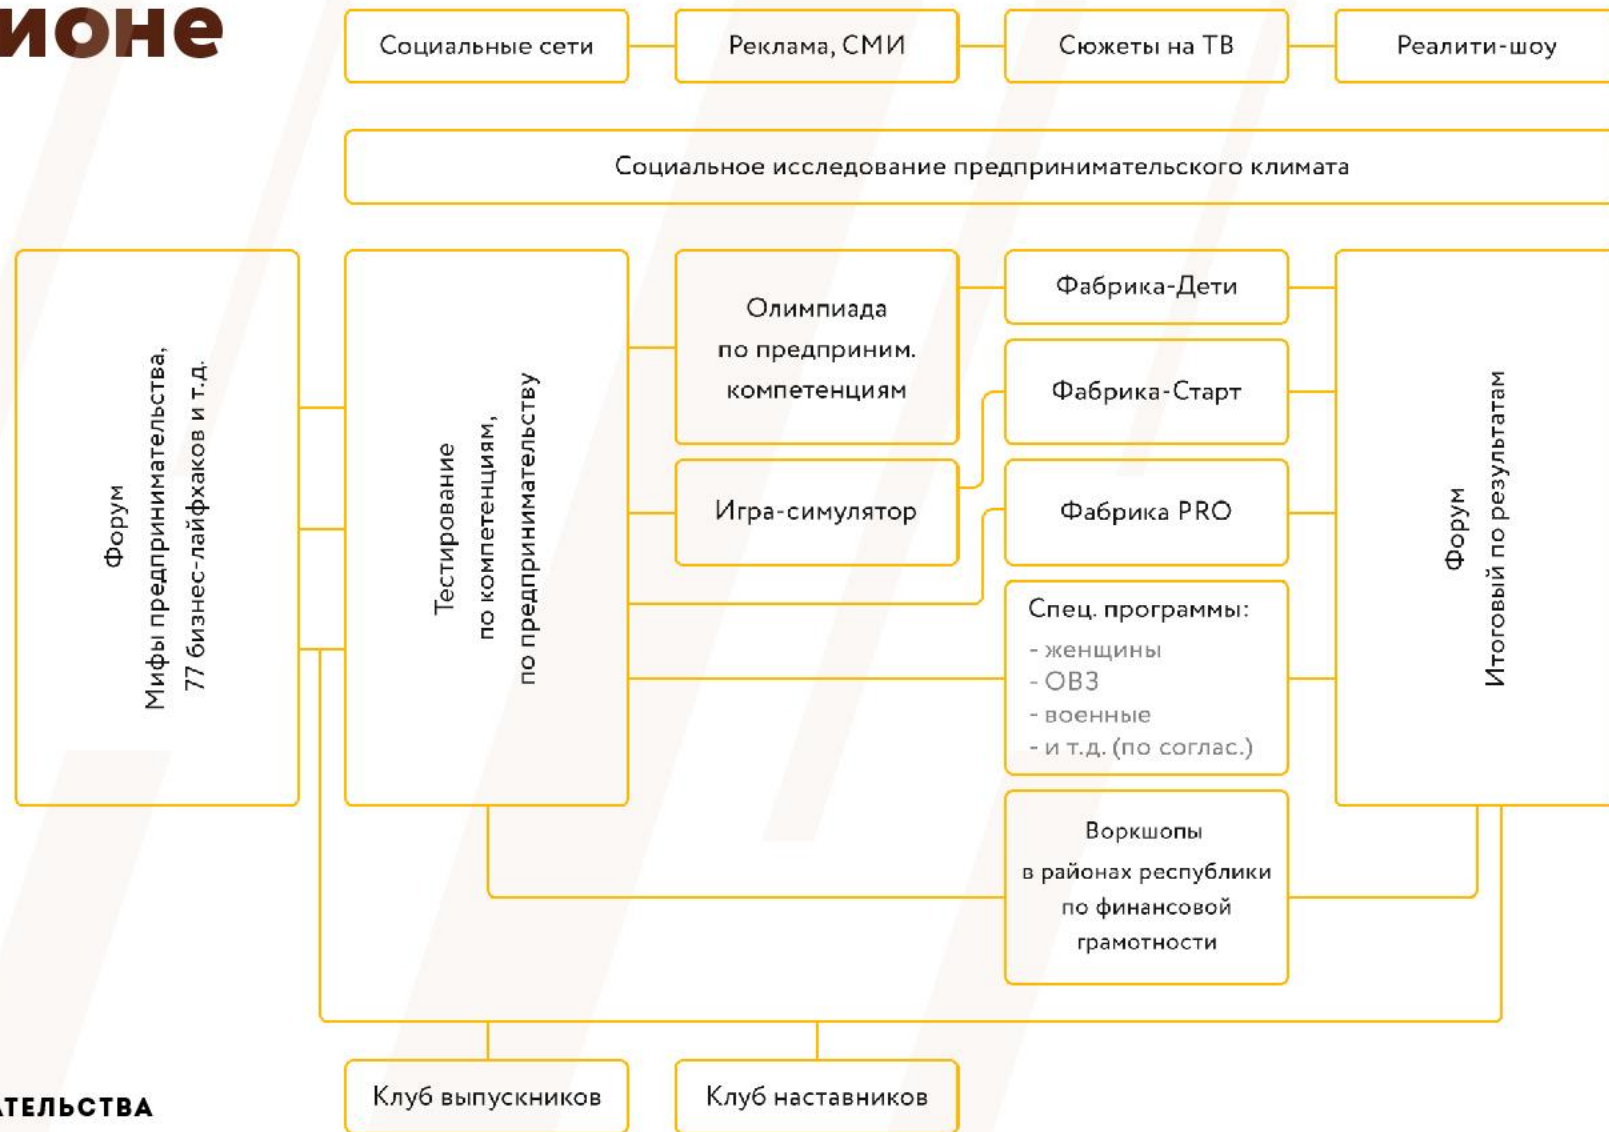 ионе
Социальные сети
Реклама, СМИ
Сюжеты на ТВ
Реалити-шоу
Социальное исследование предпринимательского климата
Форум
Мифы предпринимательства,
77 бизнес-лайфхаков и т.д.
Тестирование
по компетенциям,
по предпринимательству
Олимпиада
по предприним.
компетенциям
Игра-симулятор
Фабрика-Дети
Фабрика-Старт
Фабрика PRO
Спец. программы:
- женщины
- ОВЗ
- военные
- и т.д. (по соглас.)
Воркшопы
в районах республики
по финансовой
грамотности
Форум
Итоговый по результатам
Клуб выпускников
Клуб наставников
АТЕЛЬСТВА